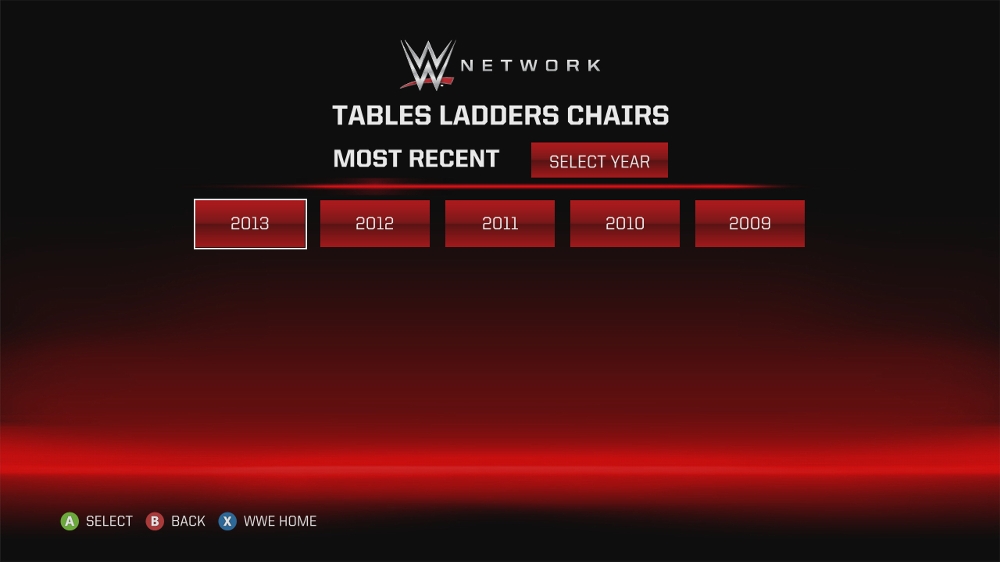 W NETWORK
TABLES LADDERS CHAIRS
MOST RECENT SELECT YEAR
2013 2012 2011 2010 2009
A SELECT B BACK X WWE HOME